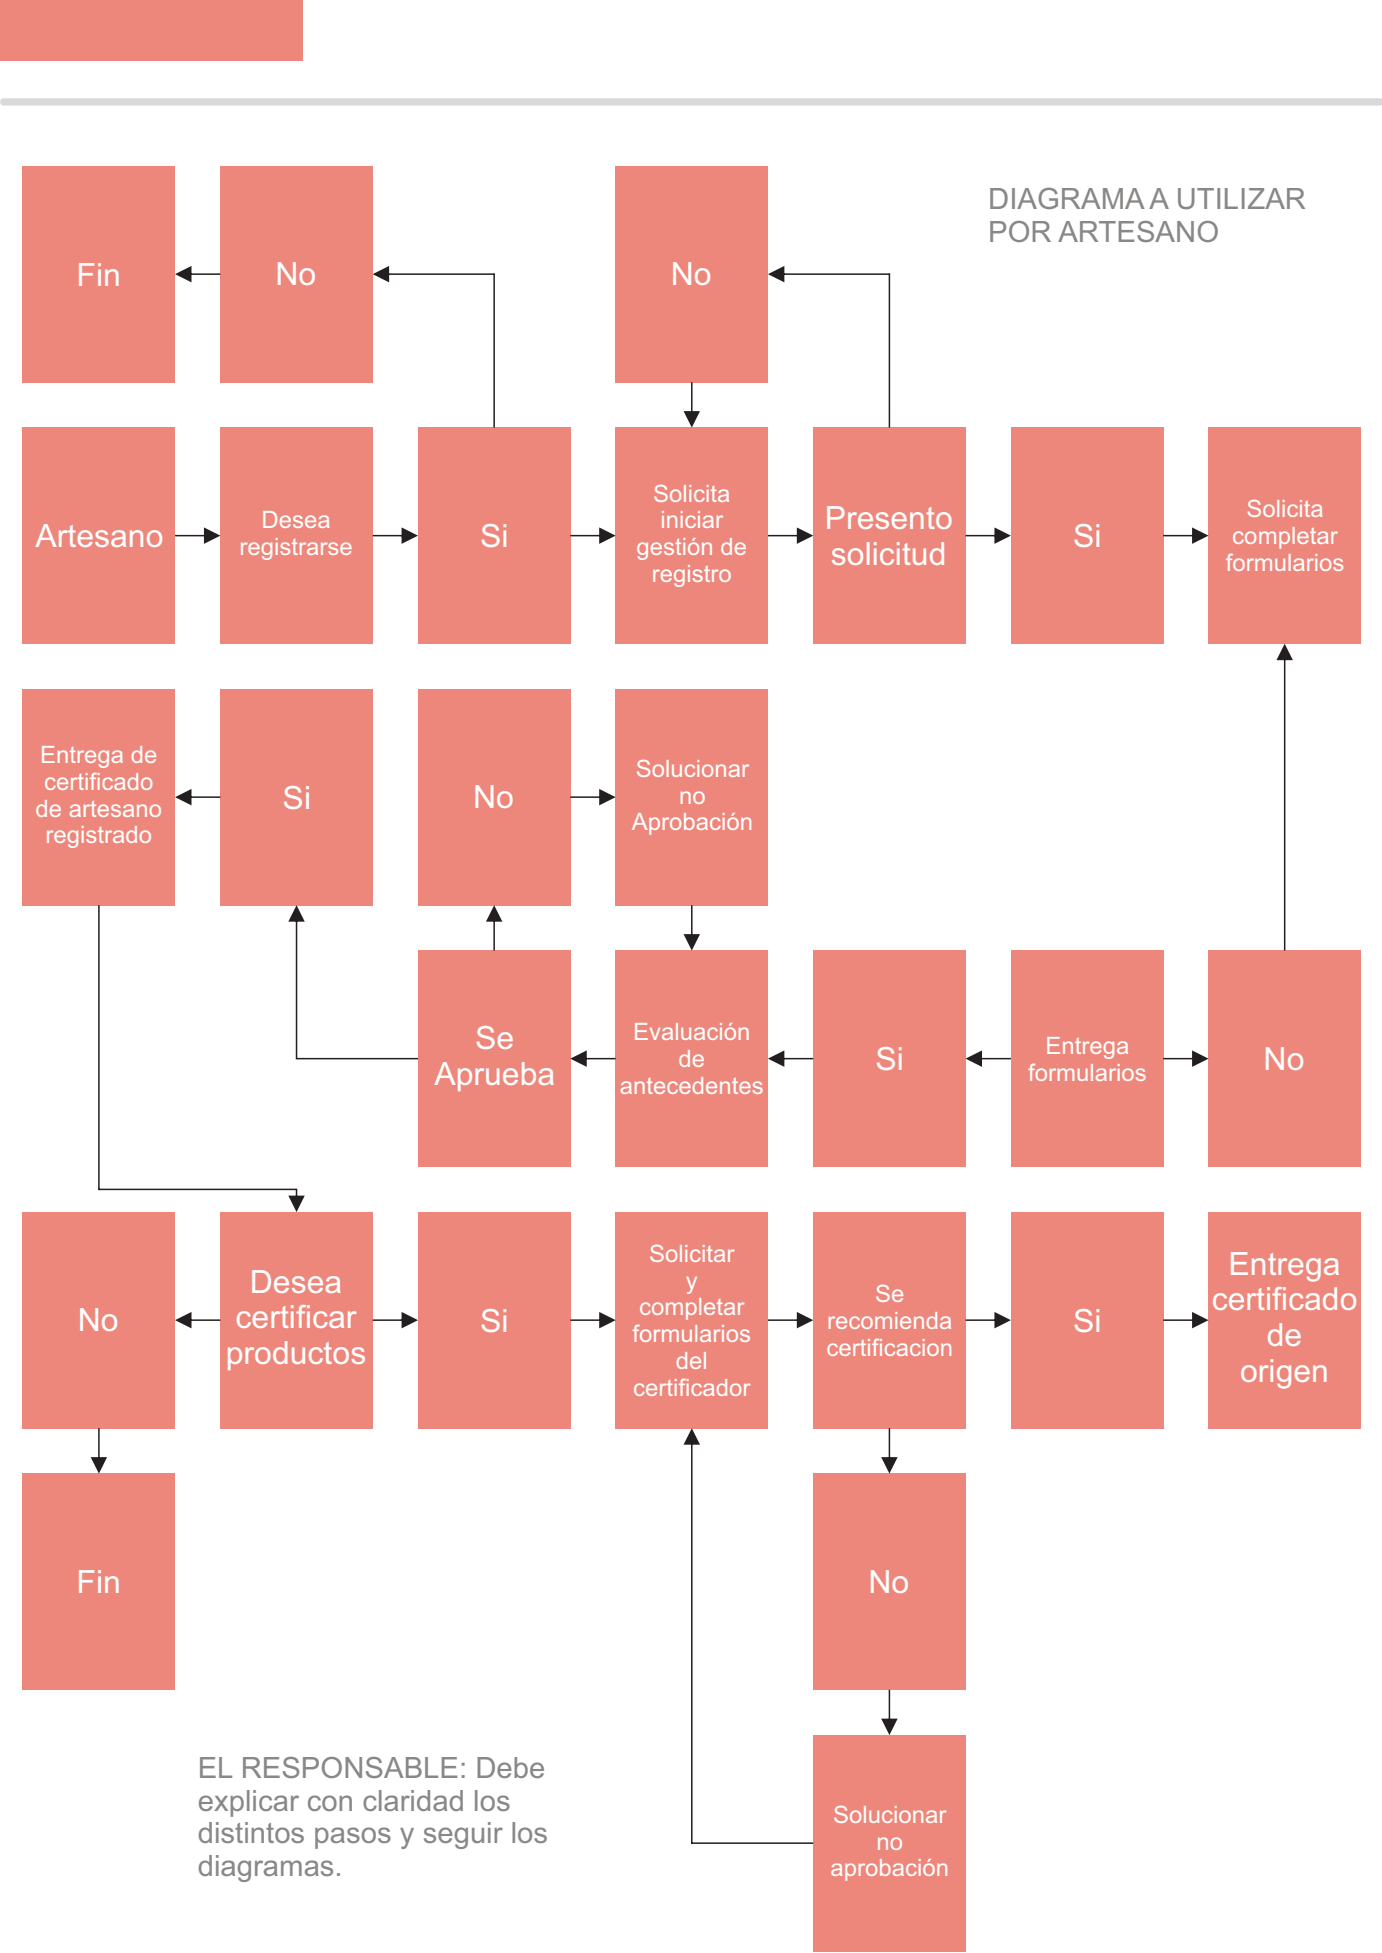 DIAGRAMA A UTILIZAR
POR ARTESANO
Fin
No
No
Artesano
Desea
registrarse
Si
Solicita
iniciar
gestión de
registro
Presento
solicitud
Si
Solicita
completar
formularios
Entrega de
certificado
de artesano
registrado
Si
No
Solucionar
no
Aprobación
Se
Aprueba
Evaluación
de
antecedentes
Si
Entrega
formularios
No
No
Desea
certificar
productos
Si
Solicitar
y
completar
formularios
del
certificador
Se
recomienda
certificacion
Si
Entrega
certificado
de
origen
Fin
No
EL RESPONSABLE: Debe
explicar con claridad los
distintos pasos y seguir los
diagramas.
Solucionar
no
aprobación